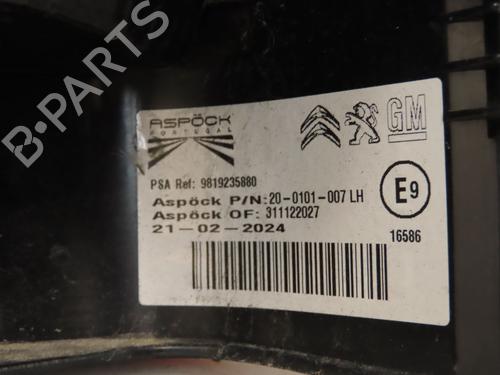 ASPÖCK
PORTUGAL
GM
PSA Ref: 9819235880
Aspöck P/N: 20-0101-007 LH
Aspöck OF: 311122027
21-02-2024
E9
16586
B-PARTS